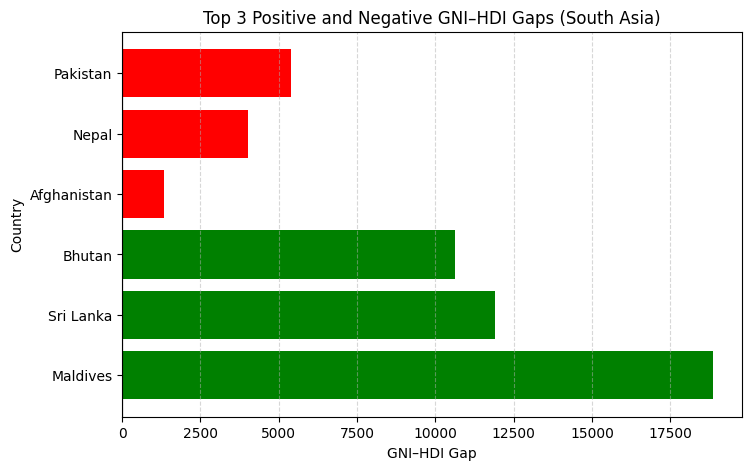 Top 3 Positive and Negative GNI–HDI Gaps (South Asia)
Country
Pakistan
Nepal
Afghanistan
Bhutan
Sri Lanka
Maldives
0 2500 5000 7500 10000 12500 15000 17500
GNI–HDI Gap